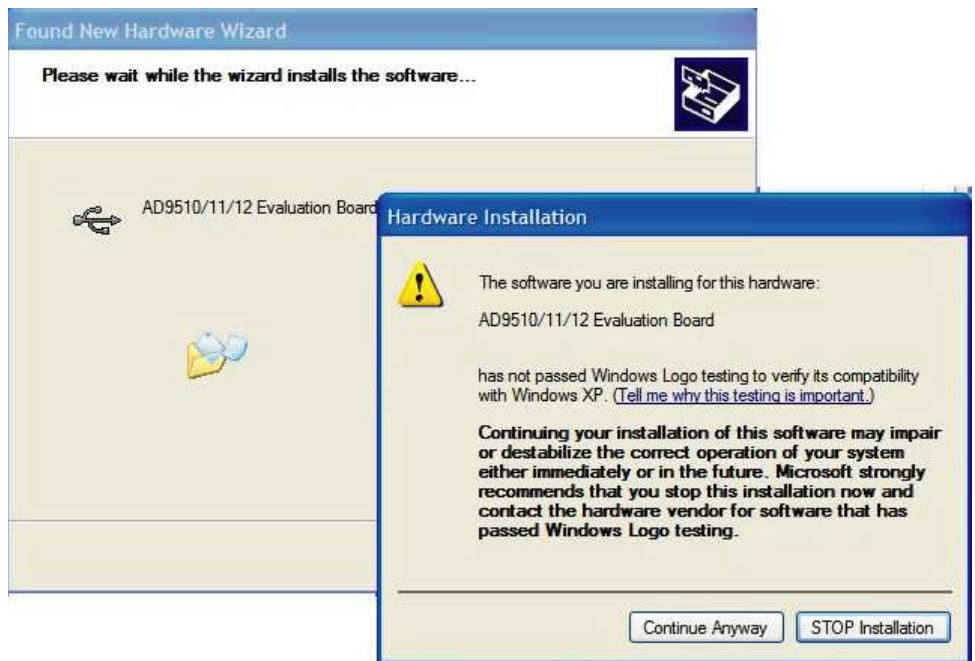 Found New Hardware Wizard
Please wait while the wizard installs the software...
AD9510/11/12 Evaluation Board
Hardware Installation
The software you are installing for this hardware:
AD9510/11/12 Evaluation Board
has not passed Windows Logo testing to verify its compatibility
with Windows XP. (Tell me why this testing is important.)
Continuing your installation of this software may impair
or destabilize the correct operation of your system
either immediately or in the future. Microsoft strongly
recommends that you stop this installation now and
contact the hardware vendor for software that has
passed Windows Logo testing.
Continue Anyway
STOP Installation